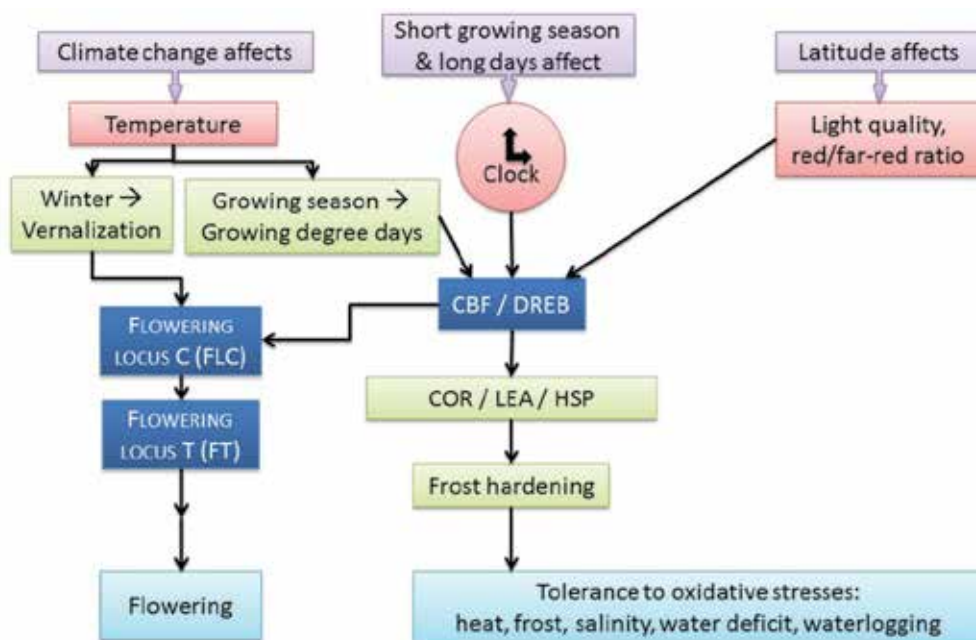 Climate change affects
Short growing season
& long days affect
Latitude affects
Temperature
Clock
Light quality,
red/far-red ratio
Winter →
Vernalization
Growing season →
Growing degree days
CBF / DREB
FLOWERING
LOCUS C (FLC)
COR / LEA / HSP
FLOWERING
LOCUS T (FT)
Frost hardening
Flowering
Tolerance to oxidative stresses:
heat, frost, salinity, water deficit, waterlogging